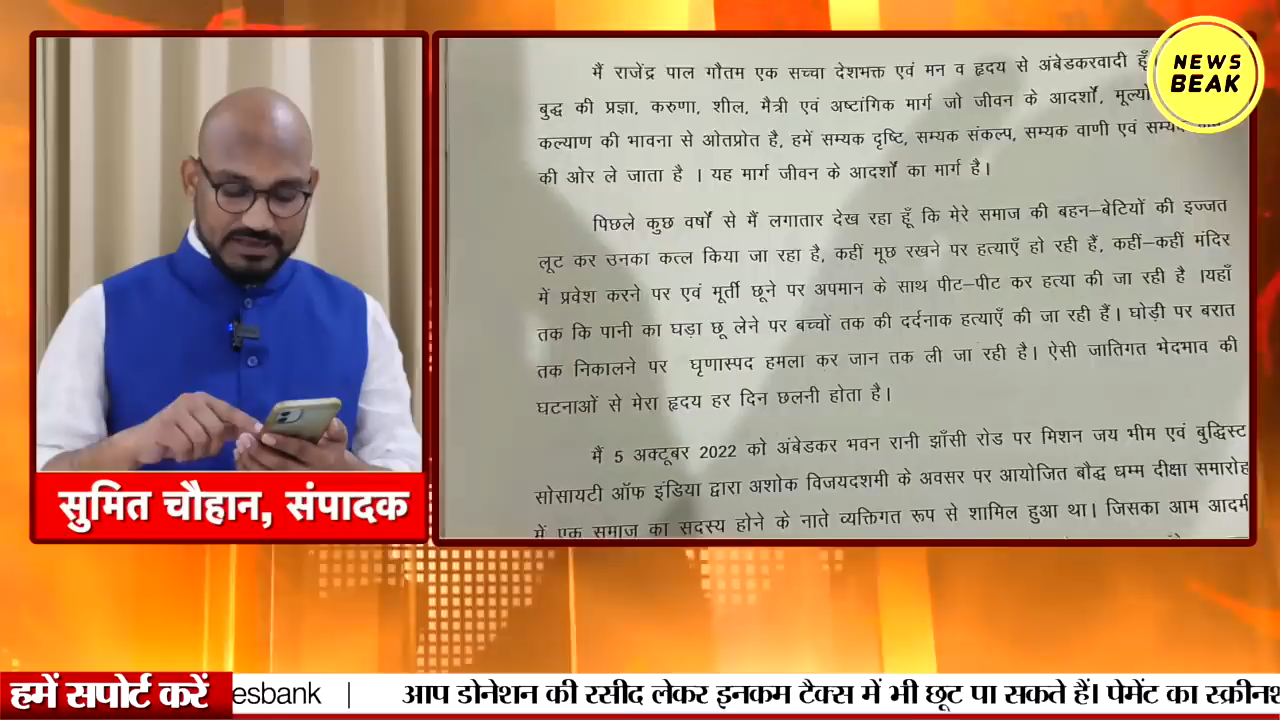 NEWS
BEAK
मैं राजेंद्र पाल गौतम एक सच्चा देशभक्त एवं मन व हृदय से अंबेडकरवादी हूँ
बुद्ध की प्रज्ञा, करुणा, शील, मैत्री एवं अष्टांगिक मार्ग जो जीवन के आदर्शों, मूल्यों
कल्याण की भावना से ओतप्रोत है, हमें सम्यक दृष्टि, सम्यक संकल्प, सम्यक वाणी एवं
की ओर ले जाता है । यह मार्ग जीवन के आदर्शों का मार्ग है।
पिछले कुछ वर्षों से मैं लगातार देख रहा हूँ कि मेरे समाज की बहन–बेटियों की इज्जत
लूट कर उनका कत्ल किया जा रहा है, कहीं मूछ रखने पर हत्याएँ हो रही हैं, कहीं–कहीं मंदिर
में प्रवेश करने पर एवं मूर्ती छूने पर अपमान के साथ पीट–पीट कर हत्या की जा रही है ।यहाँ
तक कि पानी का घड़ा छू लेने पर बच्चों तक की दर्दनाक हत्याएँ की जा रही हैं। घोड़ी पर बरात
तक निकालने पर घृणास्पद हमला कर जान तक ली जा रही है। ऐसी जातिगत भेदभाव की
घटनाओं से मेरा हृदय हर दिन छलनी होता है।
मैं 5 अक्टूबर 2022 को अंबेडकर भवन रानी झाँसी रोड पर मिशन जय भीम एवं बुद्धिस्ट
सोसायटी ऑफ इंडिया द्वारा अशोक विजयदशमी के अवसर पर आयोजित बौद्ध धम्म दीक्षा समारोह
में एक समाज का सदस्य होने के नाते व्यक्तिगत रूप से शामिल हुआ था। जिसका आम आदमी
सुमित चौहान, संपादक
हमें सपोर्ट करें esbank | आप डोनेशन की रसीद लेकर इनकम टैक्स में भी छूट पा सकते हैं। पेमेंट का